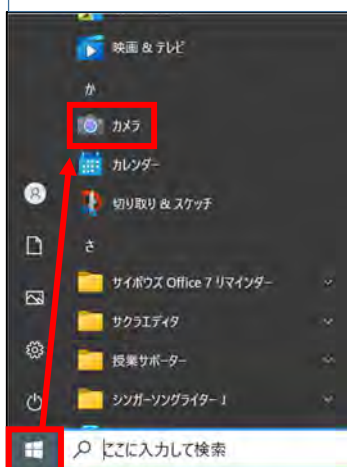 映画 & テレビ
か
カメラ
カレンダー
切り取り & スケッチ
さ
サイボウズ Office 7 リマインダー
サクラエディタ
授業サポーター
シンガーソングライター J
ここに入力して検索